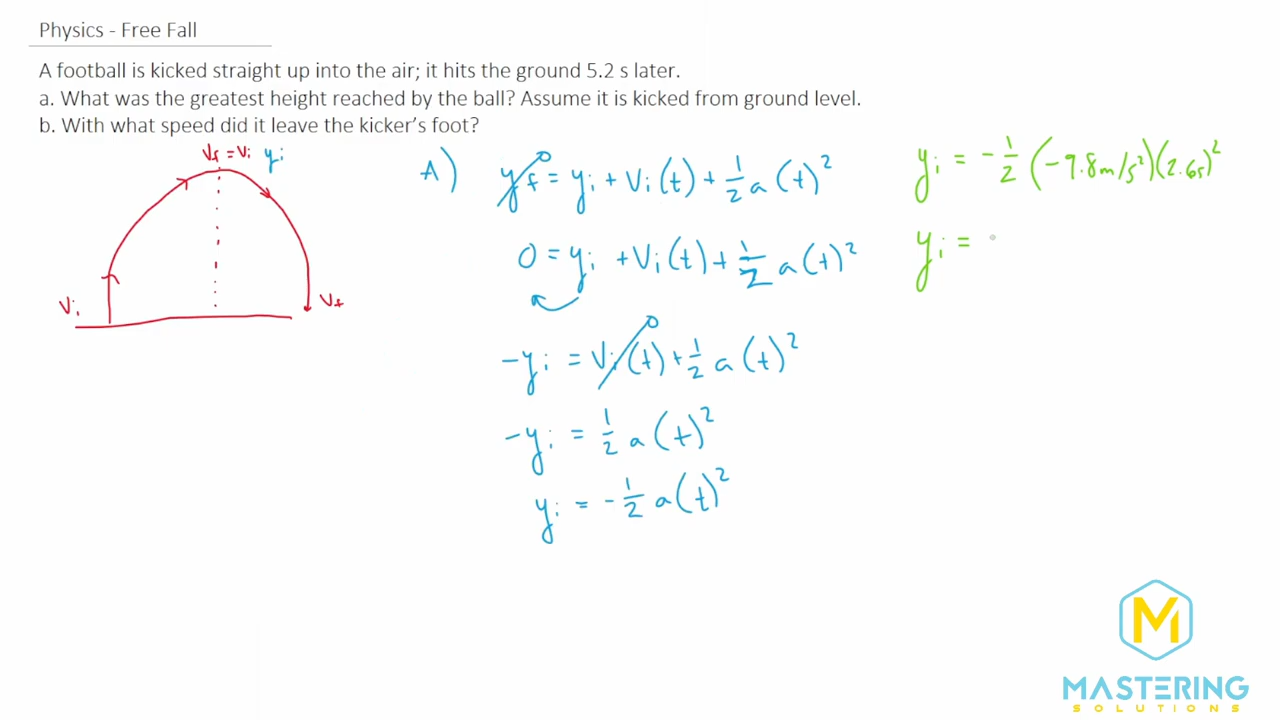 Physics - Free Fall
A football is kicked straight up into the air; it hits the ground 5.2 s later.
a. What was the greatest height reached by the ball? Assume it is kicked from ground level.
b. With what speed did it leave the kicker's foot?
Vf = Vi yi
Vi
Vf
A)
yf = yi + Vi(t) + 1/2 a(t)²
0
0 = yi + Vi(t) + 1/2 a(t)²
-yi = Vi(t) + 1/2 a(t)²
0
-yi = 1/2 a(t)²
yi = -1/2 a(t)²
yi = -1/2 (-9.8m/s²)(2.6s)²
yi =
M
MASTERING
SOLUTIONS